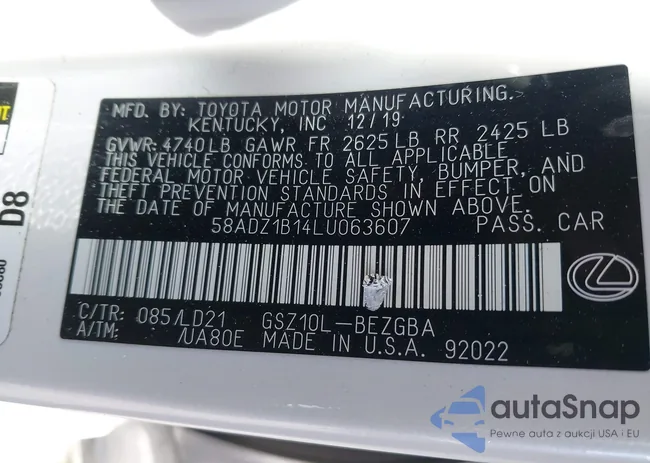 MFD. BY: TOYOTA MOTOR MANUFACTURING.
KENTUCKY, INC 12/19
GVWR: 4740LB GAWR FR 2625LB RR 2425LB
THIS VEHICLE CONFORMS TO ALL APPLICABLE
FEDERAL MOTOR VEHICLE SAFETY, BUMPER, AND
THEFT PREVENTION STANDARDS IN EFFECT ON
THE DATE OF MANUFACTURE SHOWN ABOVE.
58ADZ1B14LU063607 PASS. CAR
C/TR: 085/LD21 GSZ10L-BEZGBA
A/TM: /UA80E MADE IN U.S.A. 92022
D8
autaSnap
Pewne auta z aukcji USA i EU